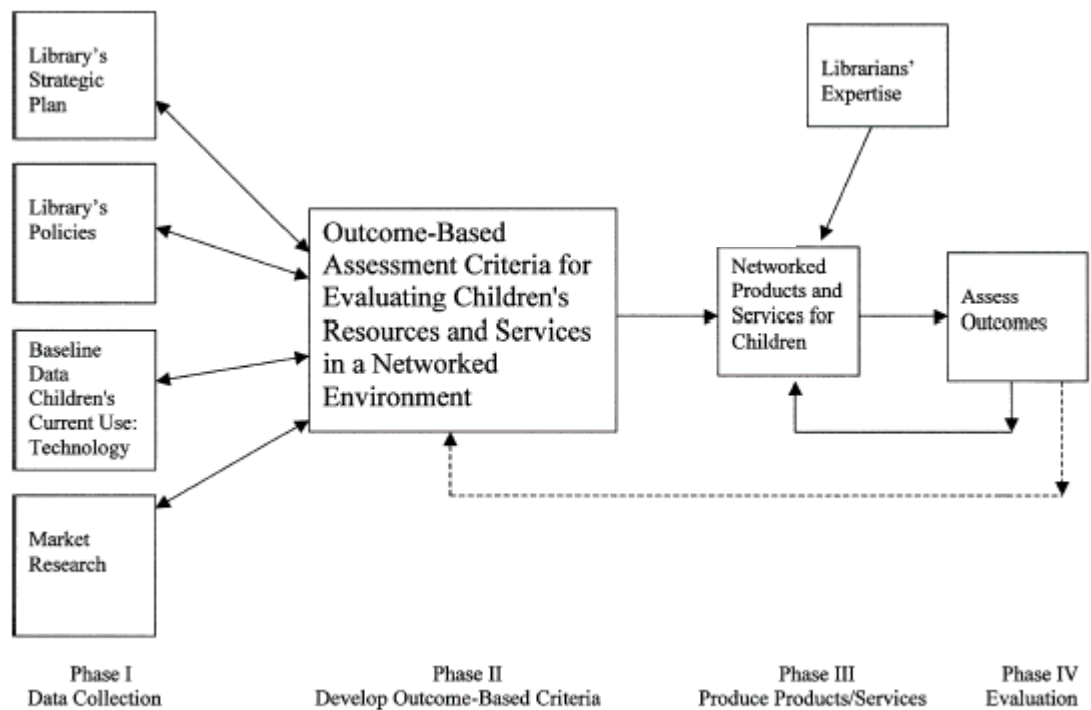 Library's
Strategic
Plan
Library's
Policies
Baseline
Data
Children's
Current Use:
Technology
Market
Research
Outcome-Based
Assessment Criteria for
Evaluating Children's
Resources and Services
in a Networked
Environment
Librarians'
Expertise
Networked
Products and
Services for
Children
Assess
Outcomes
Phase I
Data Collection
Phase II
Develop Outcome-Based Criteria
Phase III
Produce Products/Services
Phase IV
Evaluation